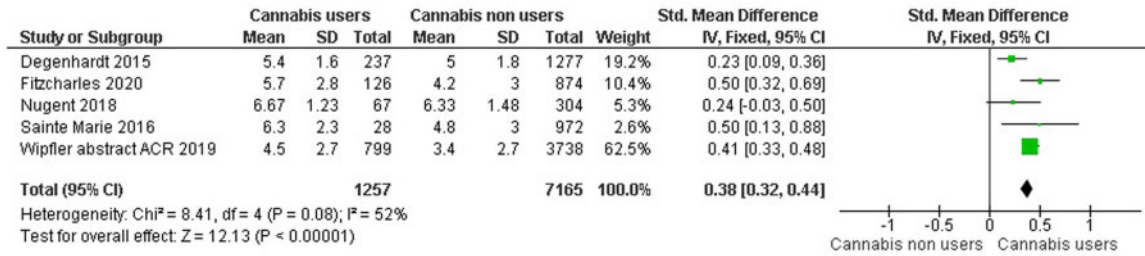 Cannabis users Cannabis non users Std. Mean Difference Std. Mean Difference
Study or Subgroup Mean SD Total Mean SD Total Weight IV, Fixed, 95% CI IV, Fixed, 95% CI
Degenhardt 2015 5.4 1.6 237 5 1.8 1277 19.2% 0.23 [0.09, 0.36]
Fitzcharles 2020 5.7 2.8 126 4.2 3 874 10.4% 0.50 [0.32, 0.69]
Nugent 2018 6.67 1.23 67 6.33 1.48 304 5.3% 0.24 [-0.03, 0.50]
Sainte Marie 2016 6.3 2.3 28 4.8 3 972 2.6% 0.50 [0.13, 0.88]
Wipfler abstract ACR 2019 4.5 2.7 799 3.4 2.7 3738 62.5% 0.41 [0.33, 0.48]
Total (95% CI) 1257 7165 100.0% 0.38 [0.32, 0.44]
Heterogeneity: Chi² = 8.41, df = 4 (P = 0.08); I² = 52%
Test for overall effect: Z = 12.13 (P < 0.00001)
-1 -0.5 0 0.5 1
Cannabis non users Cannabis users